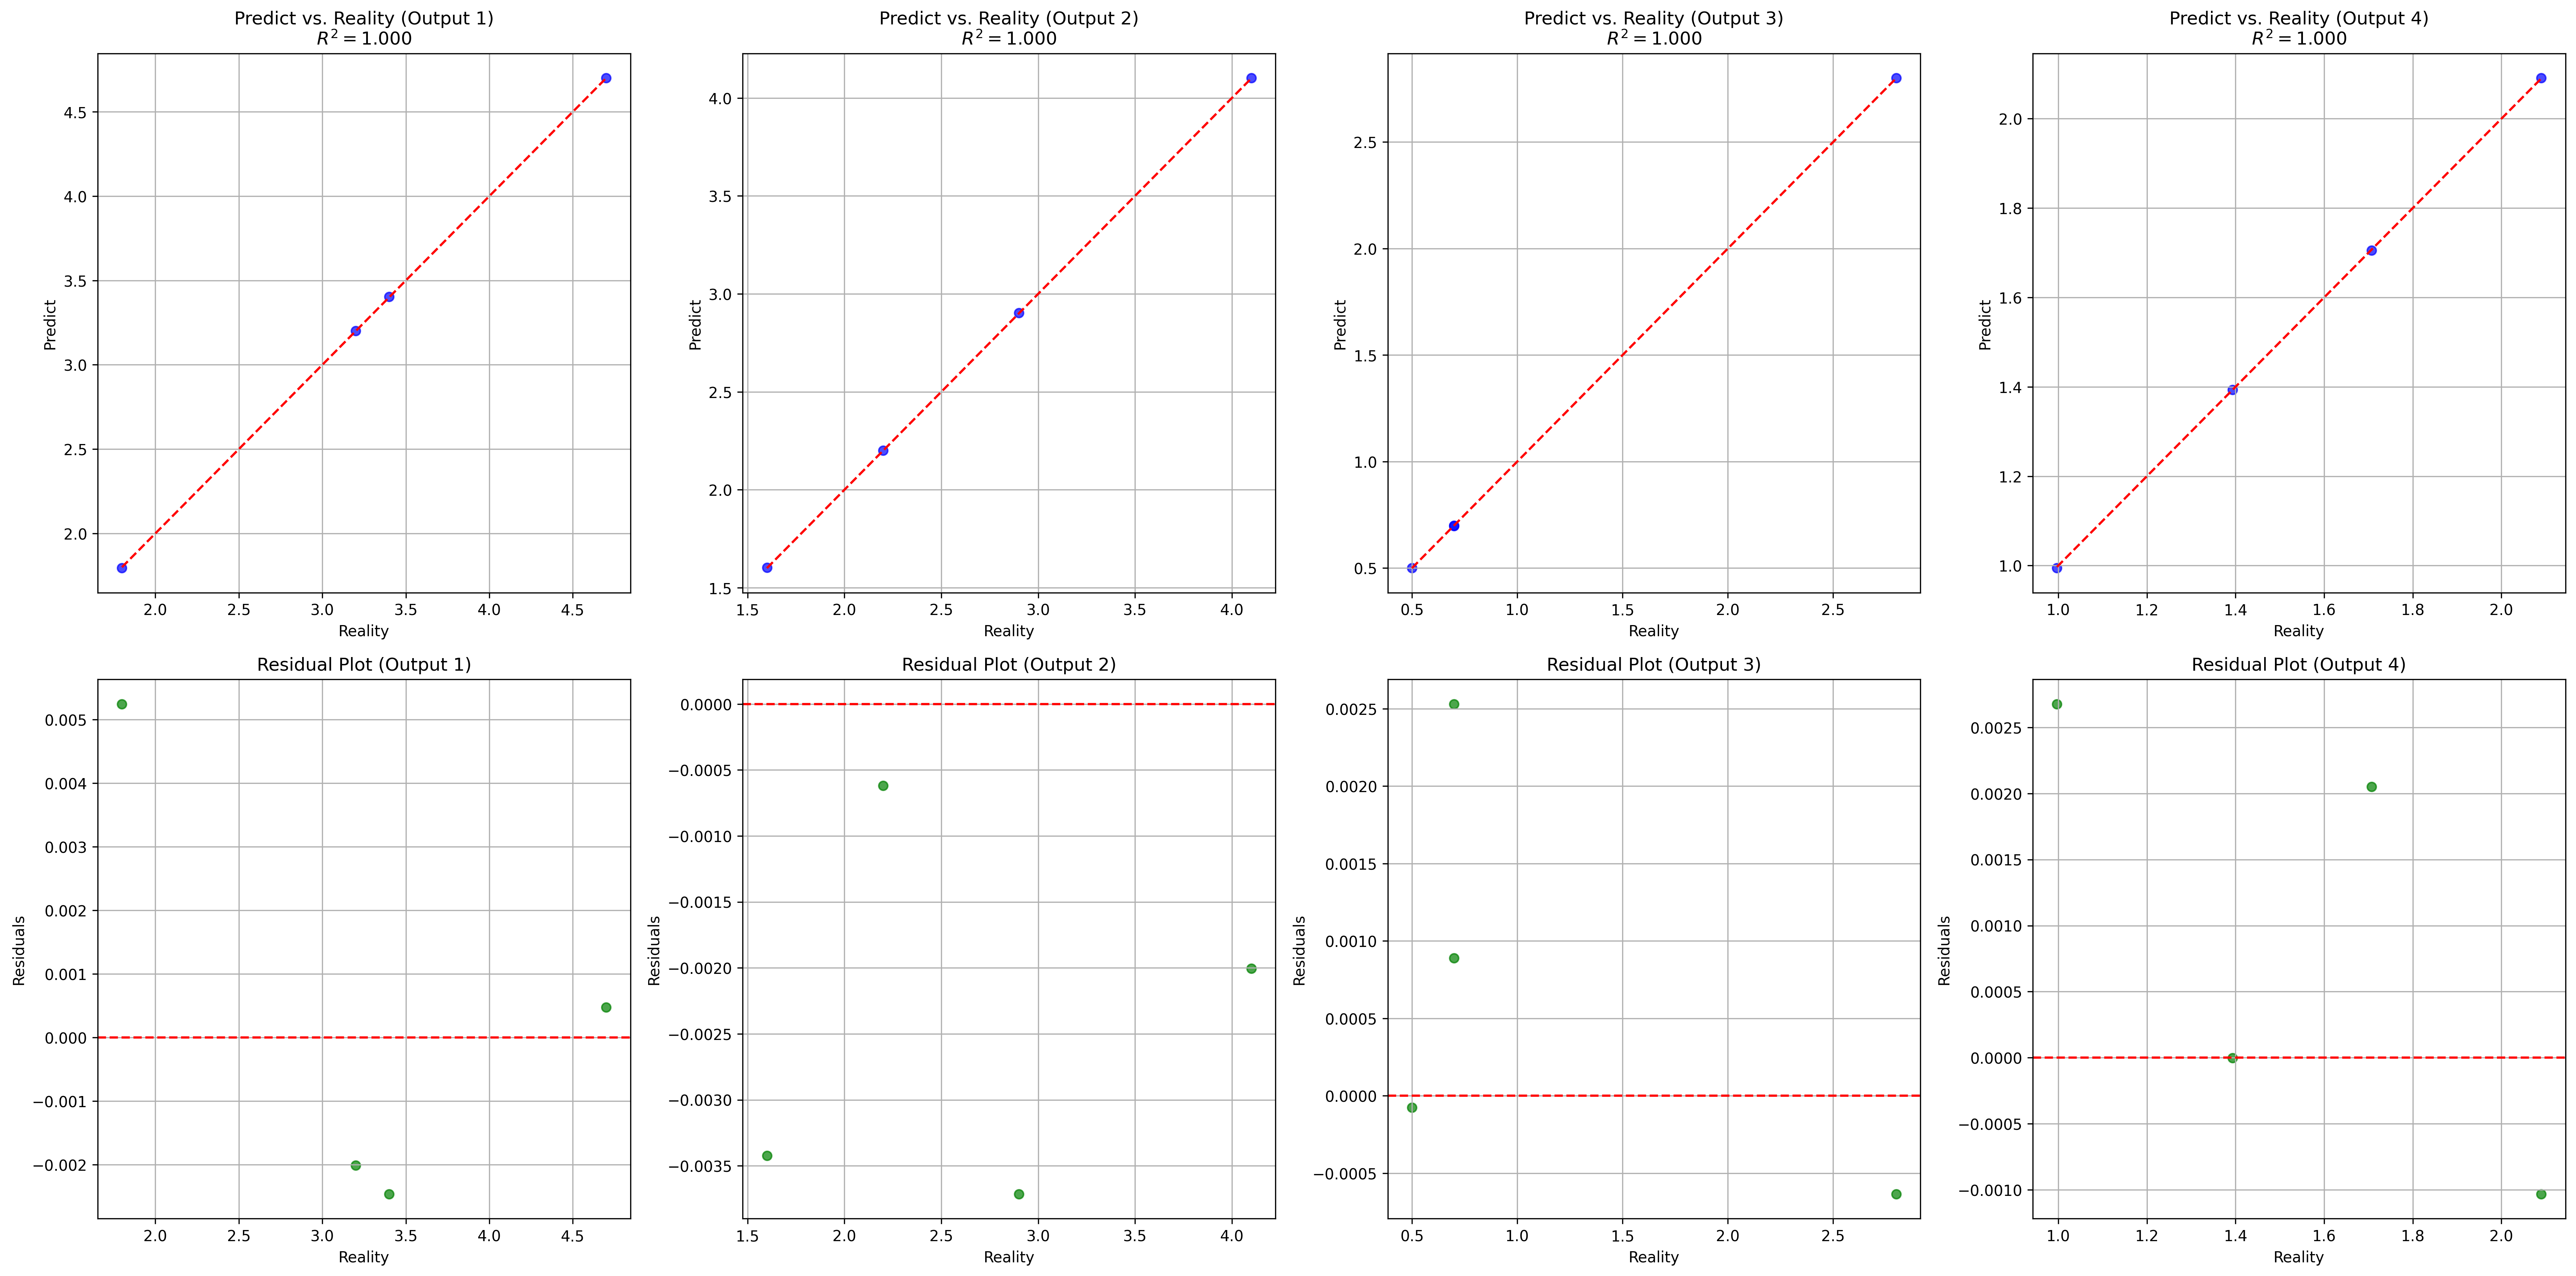 Predict vs. Reality (Output 1)
R² = 1.000
Predict
4.5
4.0
3.5
3.0
2.5
2.0
2.0 2.5 3.0 3.5 4.0 4.5
Reality
Predict vs. Reality (Output 2)
R² = 1.000
Predict
4.0
3.5
3.0
2.5
2.0
1.5
1.5 2.0 2.5 3.0 3.5 4.0
Reality
Predict vs. Reality (Output 3)
R² = 1.000
Predict
2.5
2.0
1.5
1.0
0.5
0.5 1.0 1.5 2.0 2.5
Reality
Predict vs. Reality (Output 4)
R² = 1.000
Predict
2.0
1.8
1.6
1.4
1.2
1.0
1.0 1.2 1.4 1.6 1.8 2.0
Reality
Residual Plot (Output 1)
Residuals
0.005
0.004
0.003
0.002
0.001
0.000
−0.001
−0.002
2.0 2.5 3.0 3.5 4.0 4.5
Reality
Residual Plot (Output 2)
Residuals
0.0000
−0.0005
−0.0010
−0.0015
−0.0020
−0.0025
−0.0030
−0.0035
1.5 2.0 2.5 3.0 3.5 4.0
Reality
Residual Plot (Output 3)
Residuals
0.0025
0.0020
0.0015
0.0010
0.0005
0.0000
−0.0005
0.5 1.0 1.5 2.0 2.5
Reality
Residual Plot (Output 4)
Residuals
0.0025
0.0020
0.0015
0.0010
0.0005
0.0000
−0.0005
−0.0010
1.0 1.2 1.4 1.6 1.8 2.0
Reality